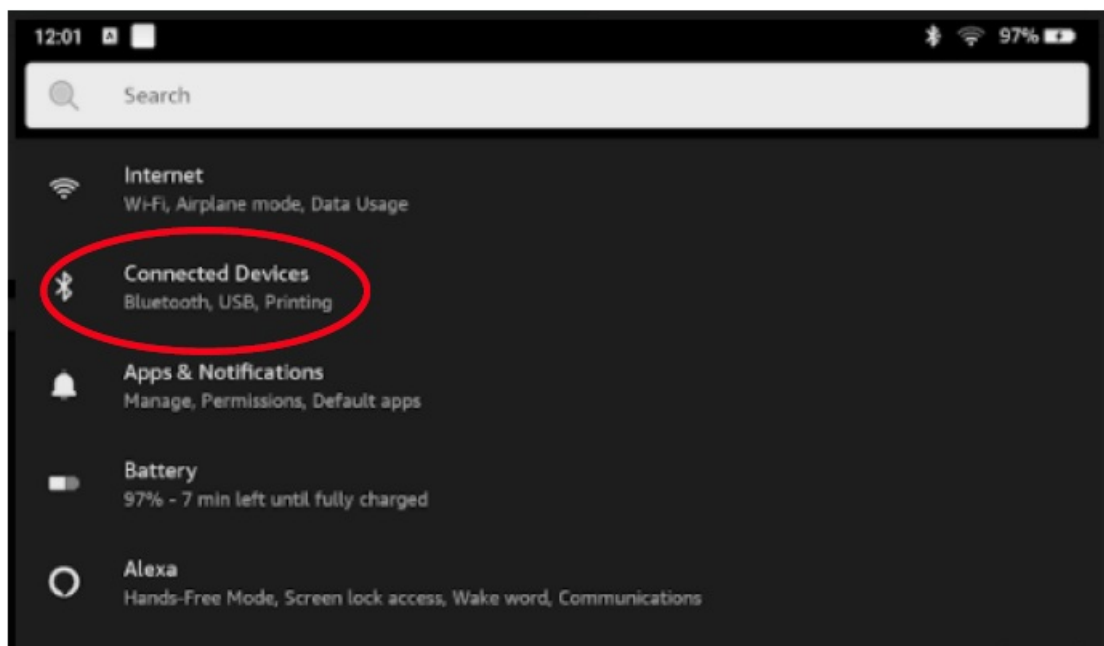 12:01 A 97%
Search
Internet
Wi-Fi, Airplane mode, Data Usage
Connected Devices
Bluetooth, USB, Printing
Apps & Notifications
Manage, Permissions, Default apps
Battery
97% - 7 min left until fully charged
Alexa
Hands-Free Mode, Screen lock access, Wake word, Communications